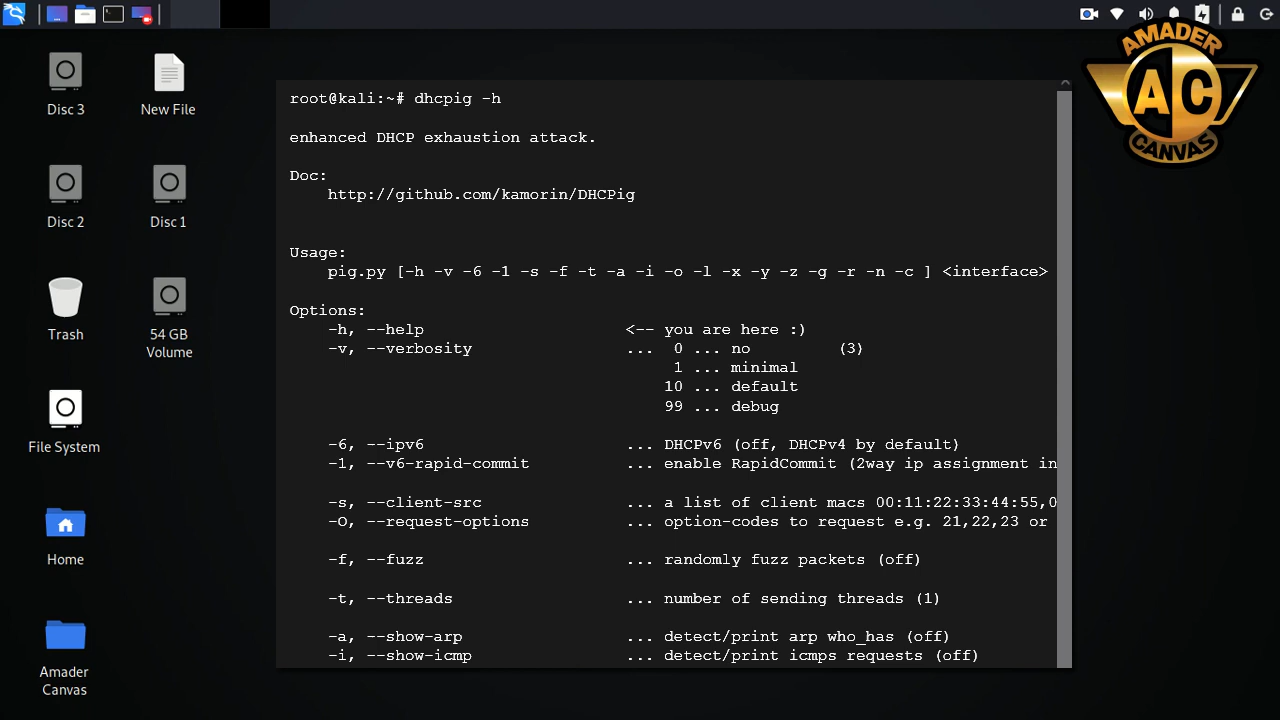 Disc 3
New File
Disc 2
Disc 1
Trash
54 GB
Volume
File System
Home
Amader
Canvas
root@kali:~# dhcpig -h
enhanced DHCP exhaustion attack.
Doc:
http://github.com/kamorin/DHCPig
Usage:
pig.py [-h -v -6 -1 -s -f -t -a -i -o -l -x -y -z -g -r -n -c ] <interface>
Options:
-h, --help <-- you are here :)
-v, --verbosity ... 0 ... no (3)
1 ... minimal
10 ... default
99 ... debug
-6, --ipv6 ... DHCPv6 (off, DHCPv4 by default)
-1, --v6-rapid-commit ... enable RapidCommit (2way ip assignment in
-s, --client-src ... a list of client macs 00:11:22:33:44:55,0
-O, --request-options ... option-codes to request e.g. 21,22,23 or
-f, --fuzz ... randomly fuzz packets (off)
-t, --threads ... number of sending threads (1)
-a, --show-arp ... detect/print arp who_has (off)
-i, --show-icmp ... detect/print icmps requests (off)
AMADER
AC
CANVAS